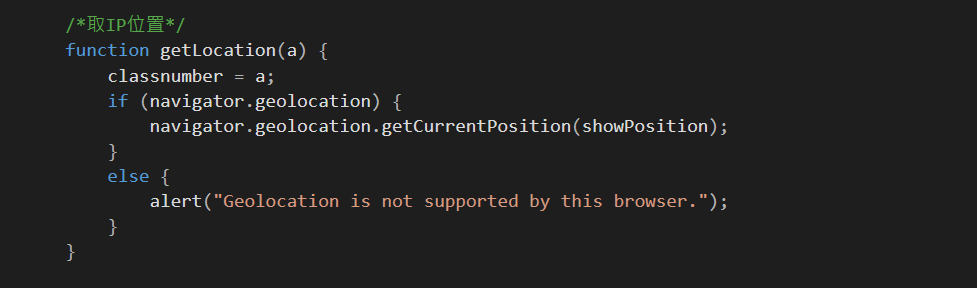 /*取IP位置*/
function getLocation(a) {
classnumber = a;
if (navigator.geolocation) {
navigator.geolocation.getCurrentPosition(showPosition);
}
else {
alert("Geolocation is not supported by this browser.");
}
}